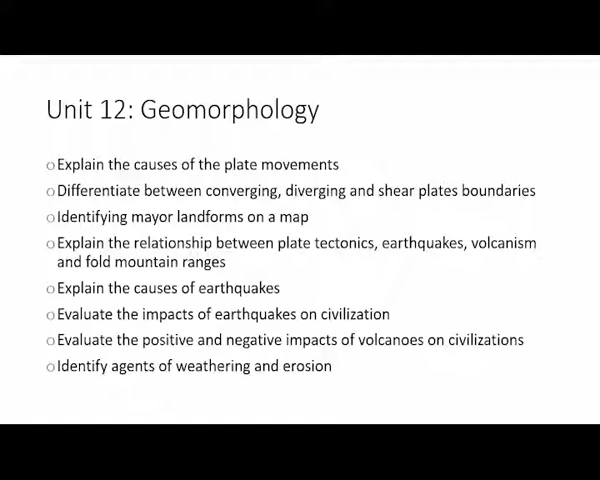 Unit 12: Geomorphology
○Explain the causes of the plate movements
○Differentiate between converging, diverging and shear plates boundaries
○Identifying mayor landforms on a map
○Explain the relationship between plate tectonics, earthquakes, volcanism
and fold mountain ranges
○Explain the causes of earthquakes
○Evaluate the impacts of earthquakes on civilization
○Evaluate the positive and negative impacts of volcanoes on civilizations
○Identify agents of weathering and erosion